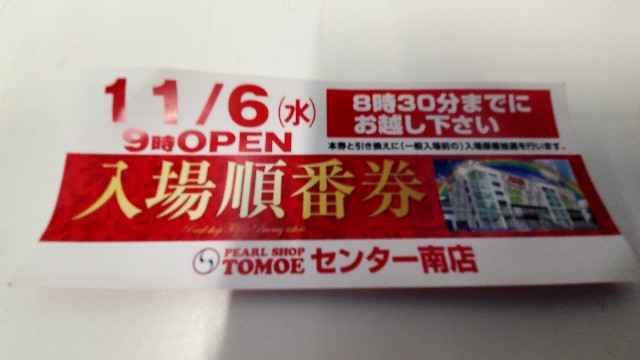 11/6(水)
9時OPEN
8時30分までに
お越し下さい
本券と引き換えに(一般入場前の)入場順番抽選を行います。
入場順番券
PEARL SHOP
TOMOE センター南店